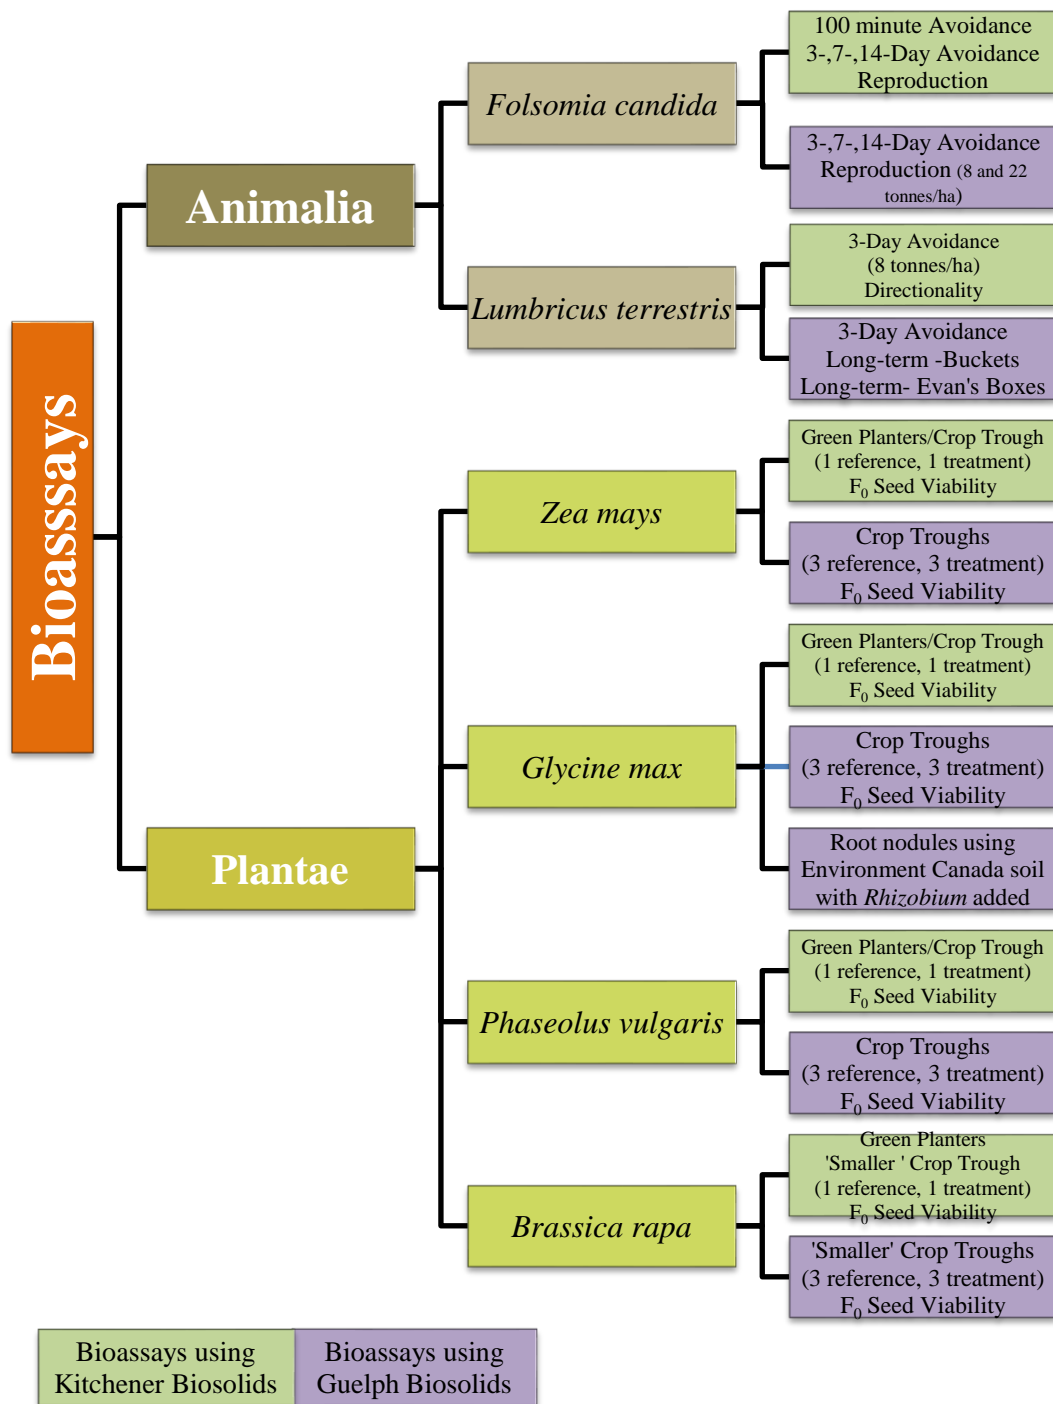 Bioasssays
Animalia
Folsomia candida
100 minute Avoidance
3-,7-,14-Day Avoidance
Reproduction
3-,7-,14-Day Avoidance
Reproduction (8 and 22
tonnes/ha)
Lumbricus terrestris
3-Day Avoidance
(8 tonnes/ha)
Directionality
3-Day Avoidance
Long-term -Buckets
Long-term- Evan's Boxes
Plantae
Zea mays
Green Planters/Crop Trough
(1 reference, 1 treatment)
F0 Seed Viability
Crop Troughs
(3 reference, 3 treatment)
F0 Seed Viability
Glycine max
Green Planters/Crop Trough
(1 reference, 1 treatment)
F0 Seed Viability
Crop Troughs
(3 reference, 3 treatment)
F0 Seed Viability
Root nodules using
Environment Canada soil
with Rhizobium added
Phaseolus vulgaris
Green Planters/Crop Trough
(1 reference, 1 treatment)
F0 Seed Viability
Crop Troughs
(3 reference, 3 treatment)
F0 Seed Viability
Brassica rapa
Green Planters
'Smaller ' Crop Trough
(1 reference, 1 treatment)
F0 Seed Viability
'Smaller' Crop Troughs
(3 reference, 3 treatment)
F0 Seed Viability
Bioassays using
Kitchener Biosolids
Bioassays using
Guelph Biosolids